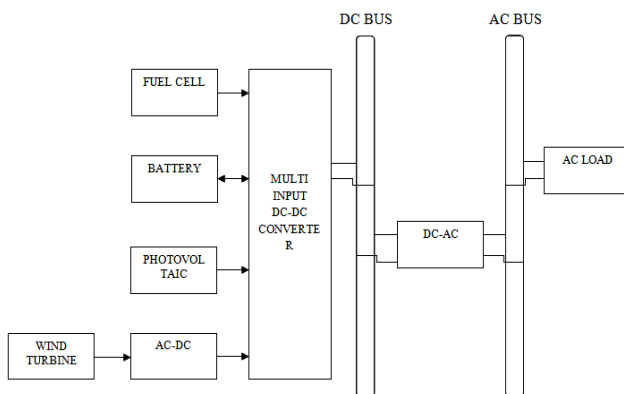 DC BUS
AC BUS
FUEL CELL
BATTERY
MULTI
INPUT
DC-DC
CONVERTE
R
AC LOAD
DC-AC
PHOTOVOL
TAIC
WIND
TURBINE
AC-DC